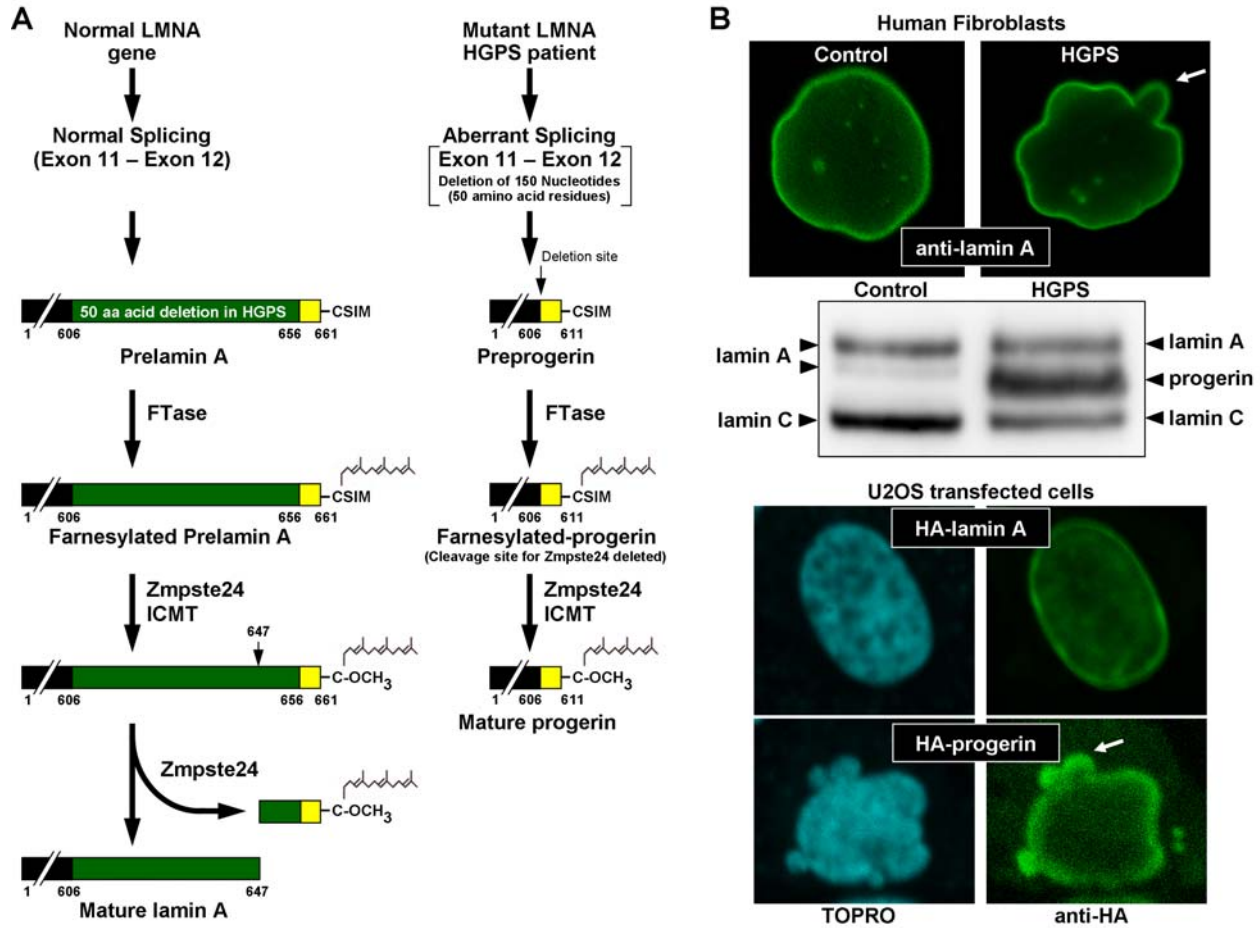 A
Normal LMNA
gene
Normal Splicing
(Exon 11 – Exon 12)
50 aa acid deletion in HGPS
CSIM
1
606
656
661
Prelamin A
FTase
CSIM
606
656
661
Farnesylated Prelamin A
Zmpste24
ICMT
647
C-OCH3
1
606
656
661
Zmpste24
C-OCH3
1
606
647
Mature lamin A
Mutant LMNA
HGPS patient
Aberrant Splicing
Exon 11 – Exon 12
Deletion of 150 Nucleotides
(50 amino acid residues)
Deletion site
CSIM
1
606
611
Preprogerin
FTase
CSIM
1
606
611
Farnesylated-progerin
(Cleavage site for Zmpste24 deleted)
Zmpste24
ICMT
C-OCH3
1
606
611
Mature progerin
B
Human Fibroblasts
Control
HGPS
anti-lamin A
Control
HGPS
lamin A
lamin C
lamin A
progerin
lamin C
U2OS transfected cells
HA-lamin A
HA-progerin
TOPRO
anti-HA